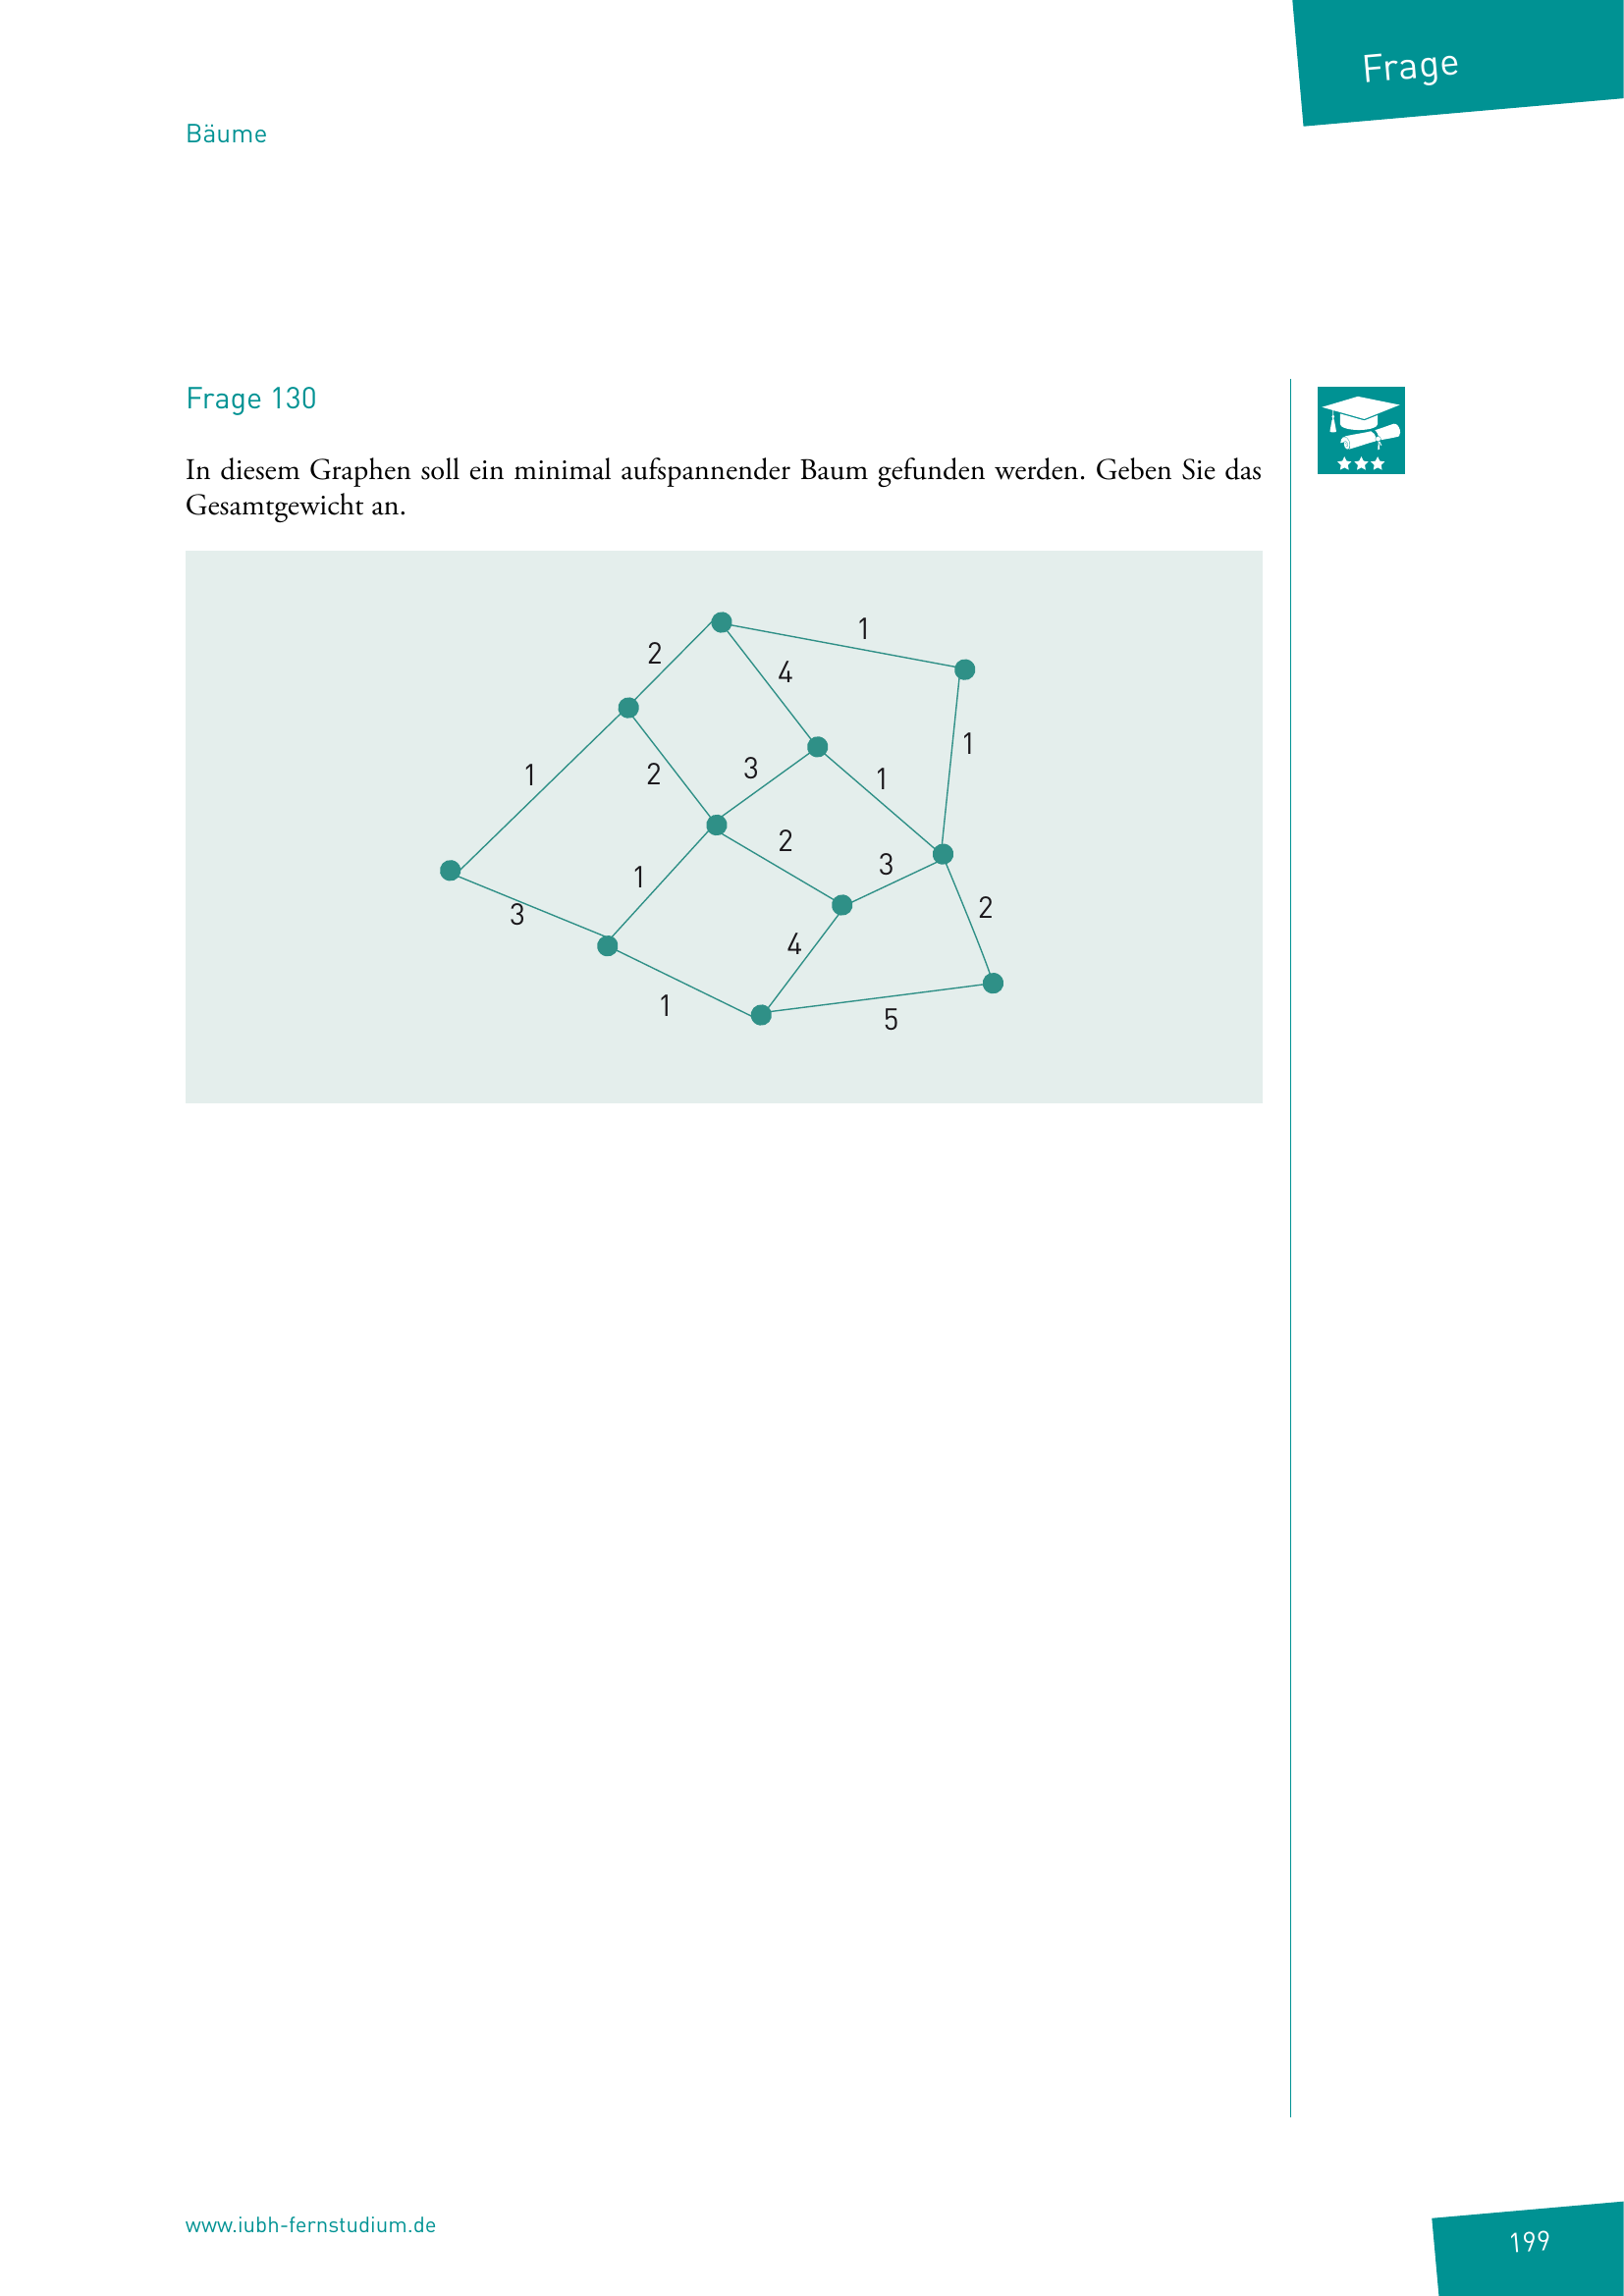 Frage
Bäume
Frage 130
In diesem Graphen soll ein minimal aufspannender Baum gefunden werden. Geben Sie das
Gesamtgewicht an.
1
2
4
1
1
2
3
1
2
3
1
2
3
4
1
5
www.iubh-fernstudium.de
199